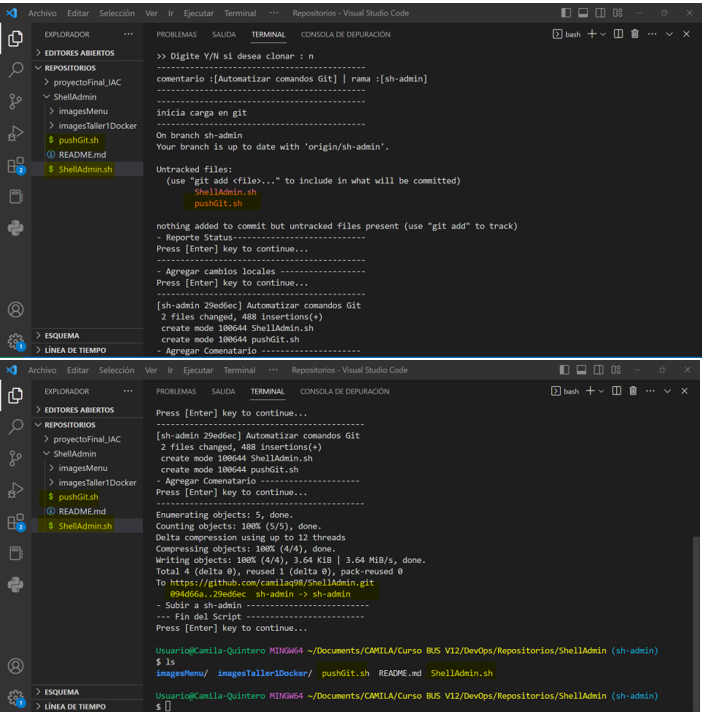 Archivo Editar Selección Ver Ir Ejecutar Terminal ··· Repositorios - Visual Studio Code
EXPLORADOR ···
EDITORES ABIERTOS
REPOSITORIOS
proyectoFinal_IAC
ShellAdmin
imagesMenu
imagesTaller1Docker
$ pushGit.sh
README.md
$ ShellAdmin.sh
ESQUEMA
LÍNEA DE TIEMPO
2
1
PROBLEMAS SALIDA TERMINAL CONSOLA DE DEPURACIÓN bash
>> Digite Y/N si desea clonar : n
------------------------------------------
comentario :[Automatizar comandos Git] | rama :[sh-admin]
------------------------------------------
------------------------------------------
inicia carga en git
------------------------------------------
On branch sh-admin
Your branch is up to date with 'origin/sh-admin'.
Untracked files:
(use "git add <file>..." to include in what will be committed)
ShellAdmin.sh
pushGit.sh
nothing added to commit but untracked files present (use "git add" to track)
- Reporte Status---------------------------
Press [Enter] key to continue...
------------------------------------------
- Agregar cambios locales ------------------
Press [Enter] key to continue...
------------------------------------------
[sh-admin 29ed6ec] Automatizar comandos Git
2 files changed, 488 insertions(+)
create mode 100644 ShellAdmin.sh
create mode 100644 pushGit.sh
- Agregar Comenatario --------------------
Archivo Editar Selección Ver Ir Ejecutar Terminal ··· Repositorios - Visual Studio Code
EXPLORADOR ···
EDITORES ABIERTOS
REPOSITORIOS
proyectoFinal_IAC
ShellAdmin
imagesMenu
imagesTaller1Docker
$ pushGit.sh
README.md
$ ShellAdmin.sh
ESQUEMA
LÍNEA DE TIEMPO
2
1
PROBLEMAS SALIDA TERMINAL CONSOLA DE DEPURACIÓN bash
Press [Enter] key to continue...
------------------------------------------
[sh-admin 29ed6ec] Automatizar comandos Git
2 files changed, 488 insertions(+)
create mode 100644 ShellAdmin.sh
create mode 100644 pushGit.sh
- Agregar Comenatario --------------------
Press [Enter] key to continue...
------------------------------------------
Enumerating objects: 5, done.
Counting objects: 100% (5/5), done.
Delta compression using up to 12 threads
Compressing objects: 100% (4/4), done.
Writing objects: 100% (4/4), 3.64 KiB | 3.64 MiB/s, done.
Total 4 (delta 0), reused 1 (delta 0), pack-reused 0
To https://github.com/camilaq98/ShellAdmin.git
094d66a..29ed6ec sh-admin -> sh-admin
- Subir a sh-admin -------------------------
--- Fin del Script -------------------------
Press [Enter] key to continue...
Usuario@Camila-Quintero MINGW64 ~/Documents/CAMILA/Curso BUS V12/DevOps/Repositorios/ShellAdmin (sh-admin)
$ ls
imagesMenu/ imagesTaller1Docker/ pushGit.sh README.md ShellAdmin.sh
Usuario@Camila-Quintero MINGW64 ~/Documents/CAMILA/Curso BUS V12/DevOps/Repositorios/ShellAdmin (sh-admin)
$